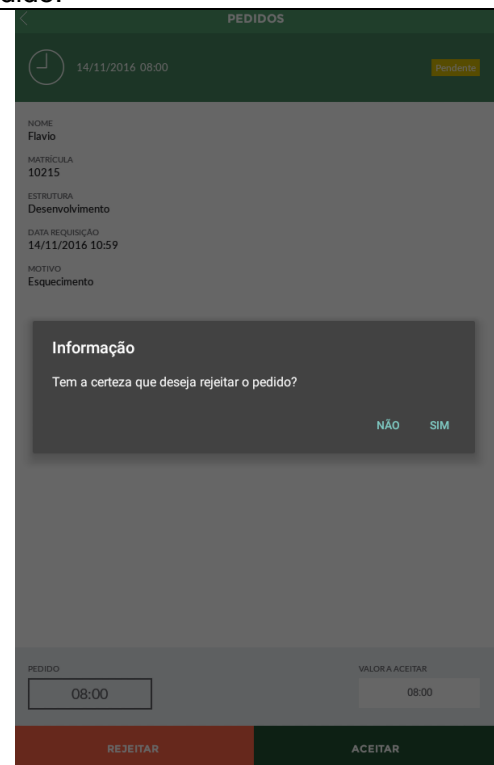 PEDIDOS
14/11/2016 08:00
Pendente
NOME
Flavio
MATRÍCULA
10215
ESTRUTURA
Desenvolvimento
DATA REQUISIÇÃO
14/11/2016 10:59
MOTIVO
Esquecimento
Informação
Tem a certeza que deseja rejeitar o pedido?
NÃO SIM
PEDIDO VALOR A ACEITAR
08:00 08:00
REJEITAR ACEITAR